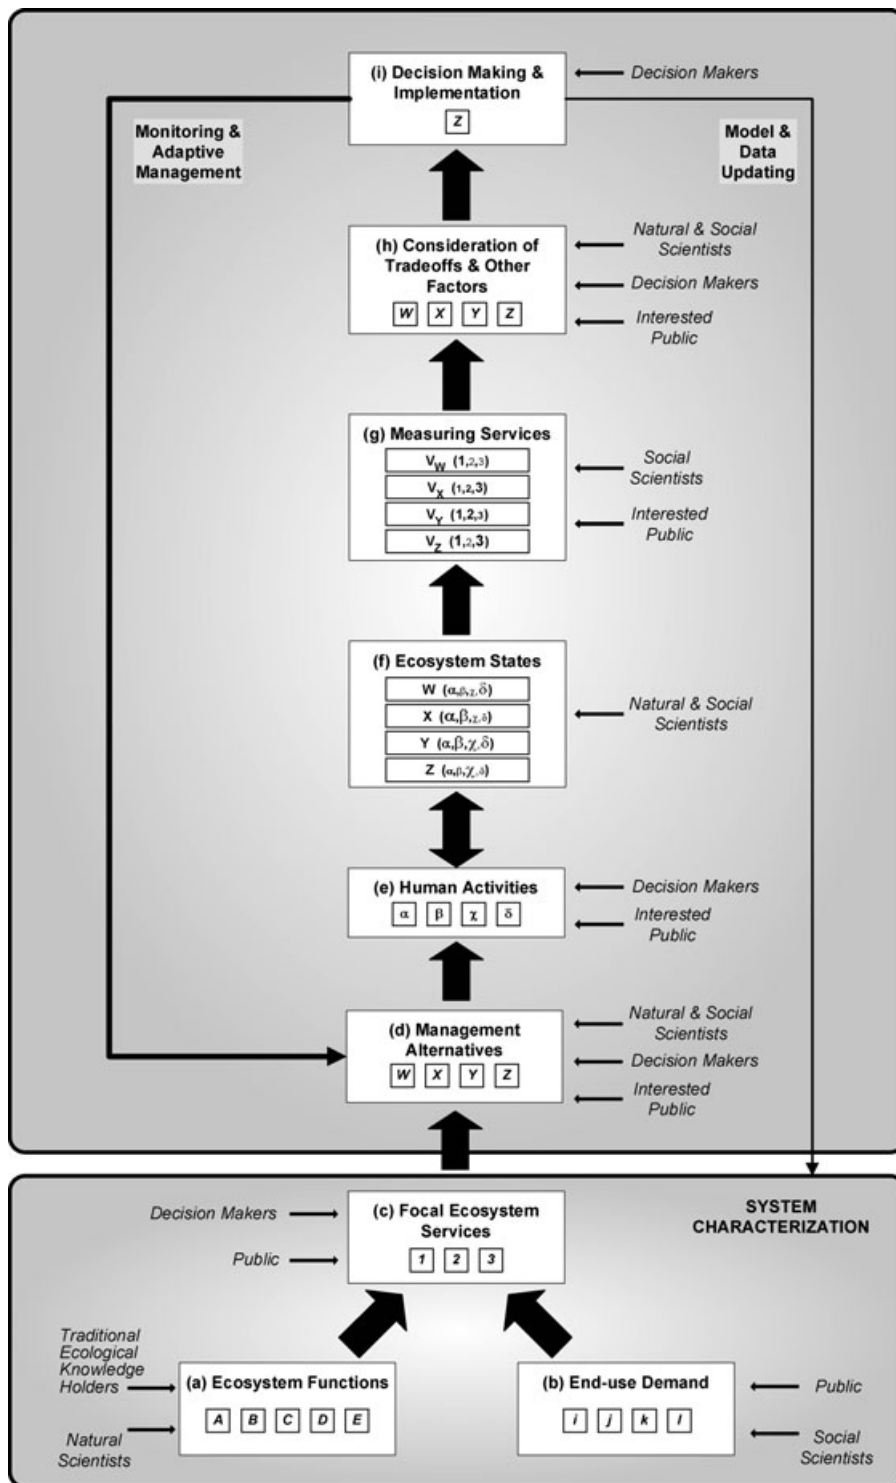 (i) Decision Making &
Implementation
Z
Decision Makers
Monitoring &
Adaptive
Management
Model &
Data
Updating
(h) Consideration of
Tradeoffs & Other
Factors
W X Y Z
Natural & Social
Scientists
Decision Makers
Interested
Public
(g) Measuring Services
V_W (1,2,3)
V_X (1,2,3)
V_Y (1,2,3)
V_Z (1,2,3)
Social
Scientists
Interested
Public
(f) Ecosystem States
W (α,β,χ,δ)
X (α,β,χ,δ)
Y (α,β,χ,δ)
Z (α,β,χ,δ)
Natural & Social
Scientists
(e) Human Activities
α β χ δ
Decision Makers
Interested
Public
(d) Management
Alternatives
W X Y Z
Natural & Social
Scientists
Decision Makers
Interested
Public
SYSTEM
CHARACTERIZATION
Decision Makers
Public
(c) Focal Ecosystem
Services
1 2 3
Traditional
Ecological
Knowledge
Holders
Natural
Scientists
(a) Ecosystem Functions
A B C D E
(b) End-use Demand
i j k l
Public
Social
Scientists